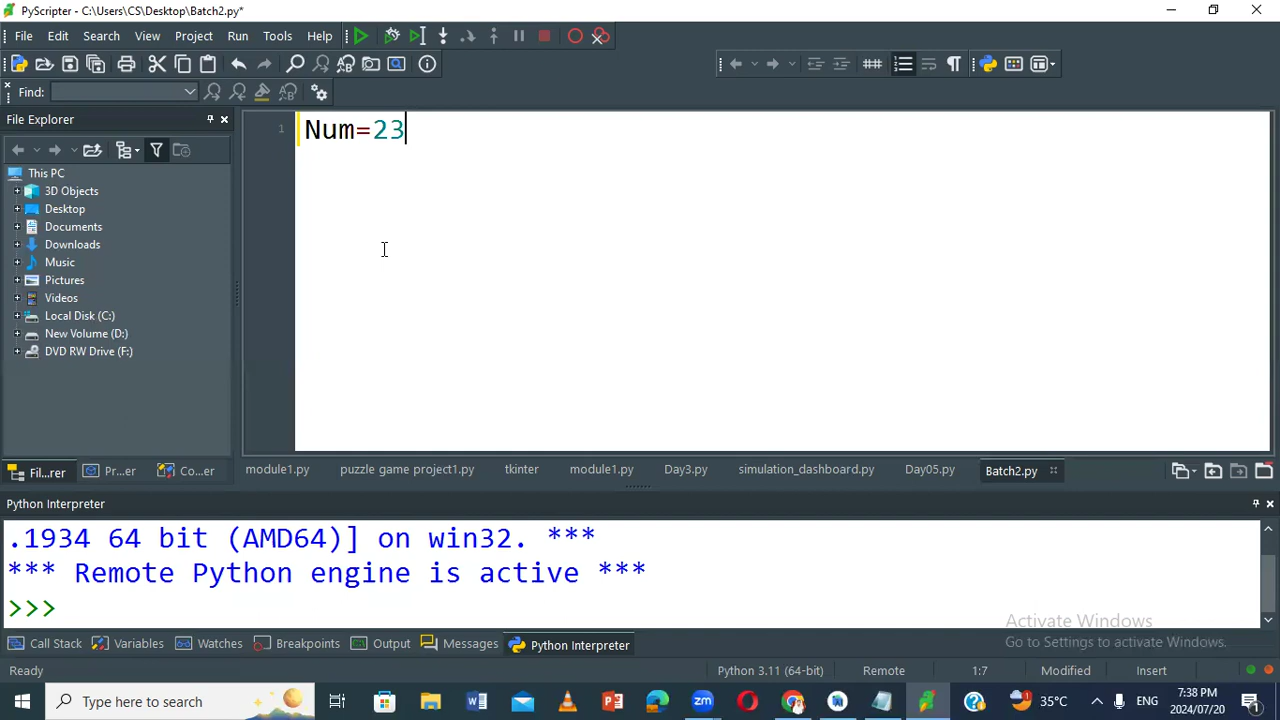 PyScripter - C:\Users\CS\Desktop\Batch2.py*
File Edit Search View Project Run Tools Help
Find:
File Explorer
This PC
3D Objects
Desktop
Documents
Downloads
Music
Pictures
Videos
Local Disk (C:)
New Volume (D:)
DVD RW Drive (F:)
Fil...rer Pr...er Co...er
1 Num=23
module1.py puzzle game project1.py tkinter module1.py Day3.py simulation_dashboard.py Day05.py Batch2.py
Python Interpreter
.1934 64 bit (AMD64)] on win32. ***
*** Remote Python engine is active ***
>>>
Activate Windows
Go to Settings to activate Windows.
Call Stack Variables Watches Breakpoints Output Messages Python Interpreter
Ready Python 3.11 (64-bit) Remote 1:7 Modified Insert
Type here to search 35°C ENG 7:38 PM
2024/07/20